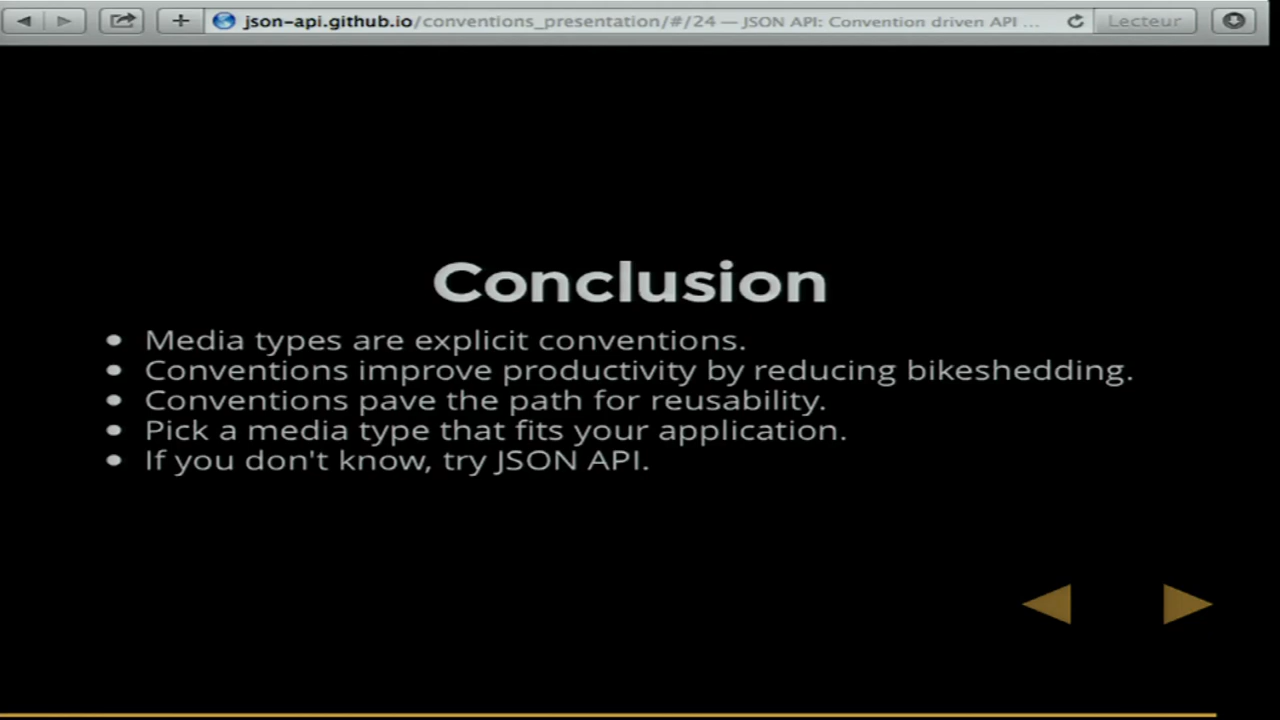 json-api.github.io/conventions_presentation/#/24 — JSON API: Convention driven API ...
Lecteur
Conclusion
• Media types are explicit conventions.
• Conventions improve productivity by reducing bikeshedding.
• Conventions pave the path for reusability.
• Pick a media type that fits your application.
• If you don't know, try JSON API.